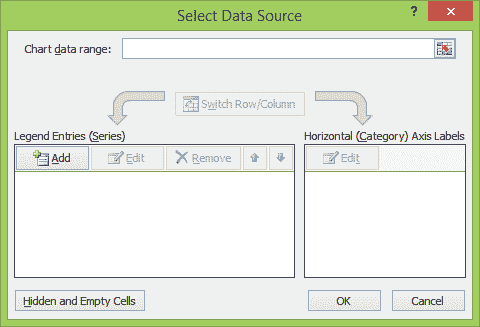 Select Data Source
?
Chart data range:
Switch Row/Column
Legend Entries (Series)
Horizontal (Category) Axis Labels
Add Edit Remove
Edit
Hidden and Empty Cells
OK Cancel